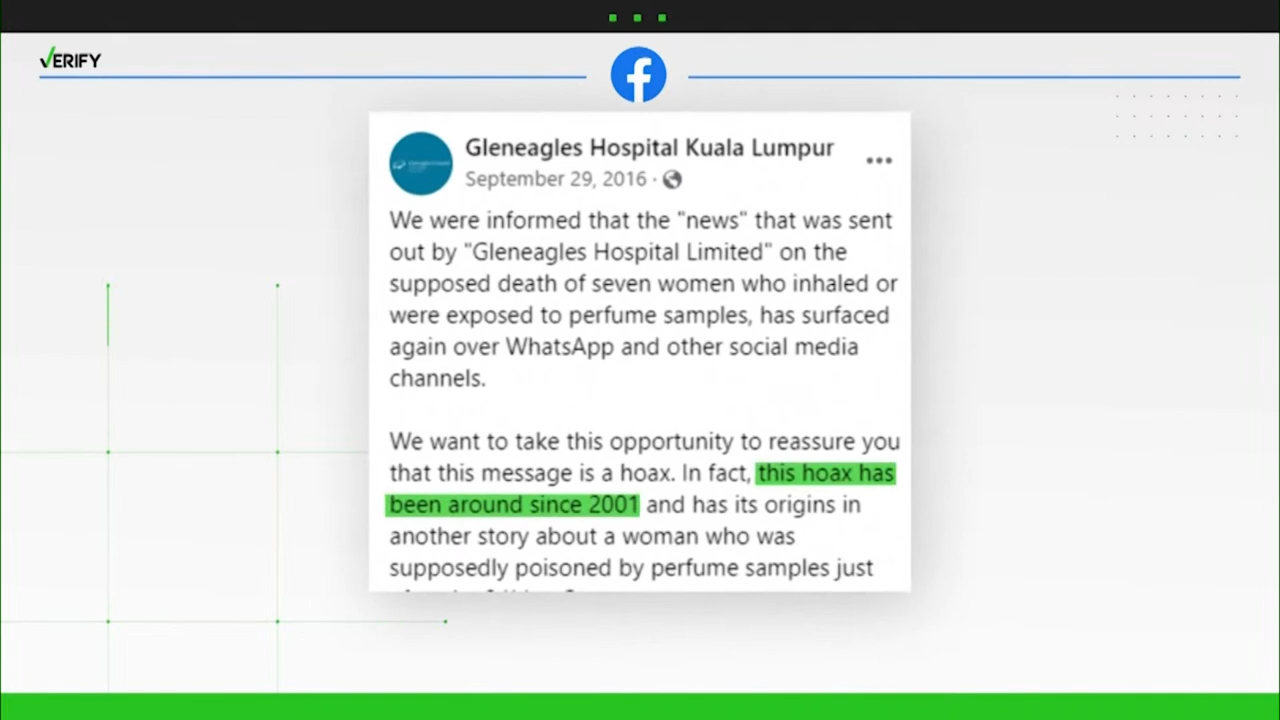 VERIFY
Gleneagles Hospital Kuala Lumpur
September 29, 2016 ·
We were informed that the "news" that was sent
out by "Gleneagles Hospital Limited" on the
supposed death of seven women who inhaled or
were exposed to perfume samples, has surfaced
again over WhatsApp and other social media
channels.
We want to take this opportunity to reassure you
that this message is a hoax. In fact, this hoax has
been around since 2001 and has its origins in
another story about a woman who was
supposedly poisoned by perfume samples just